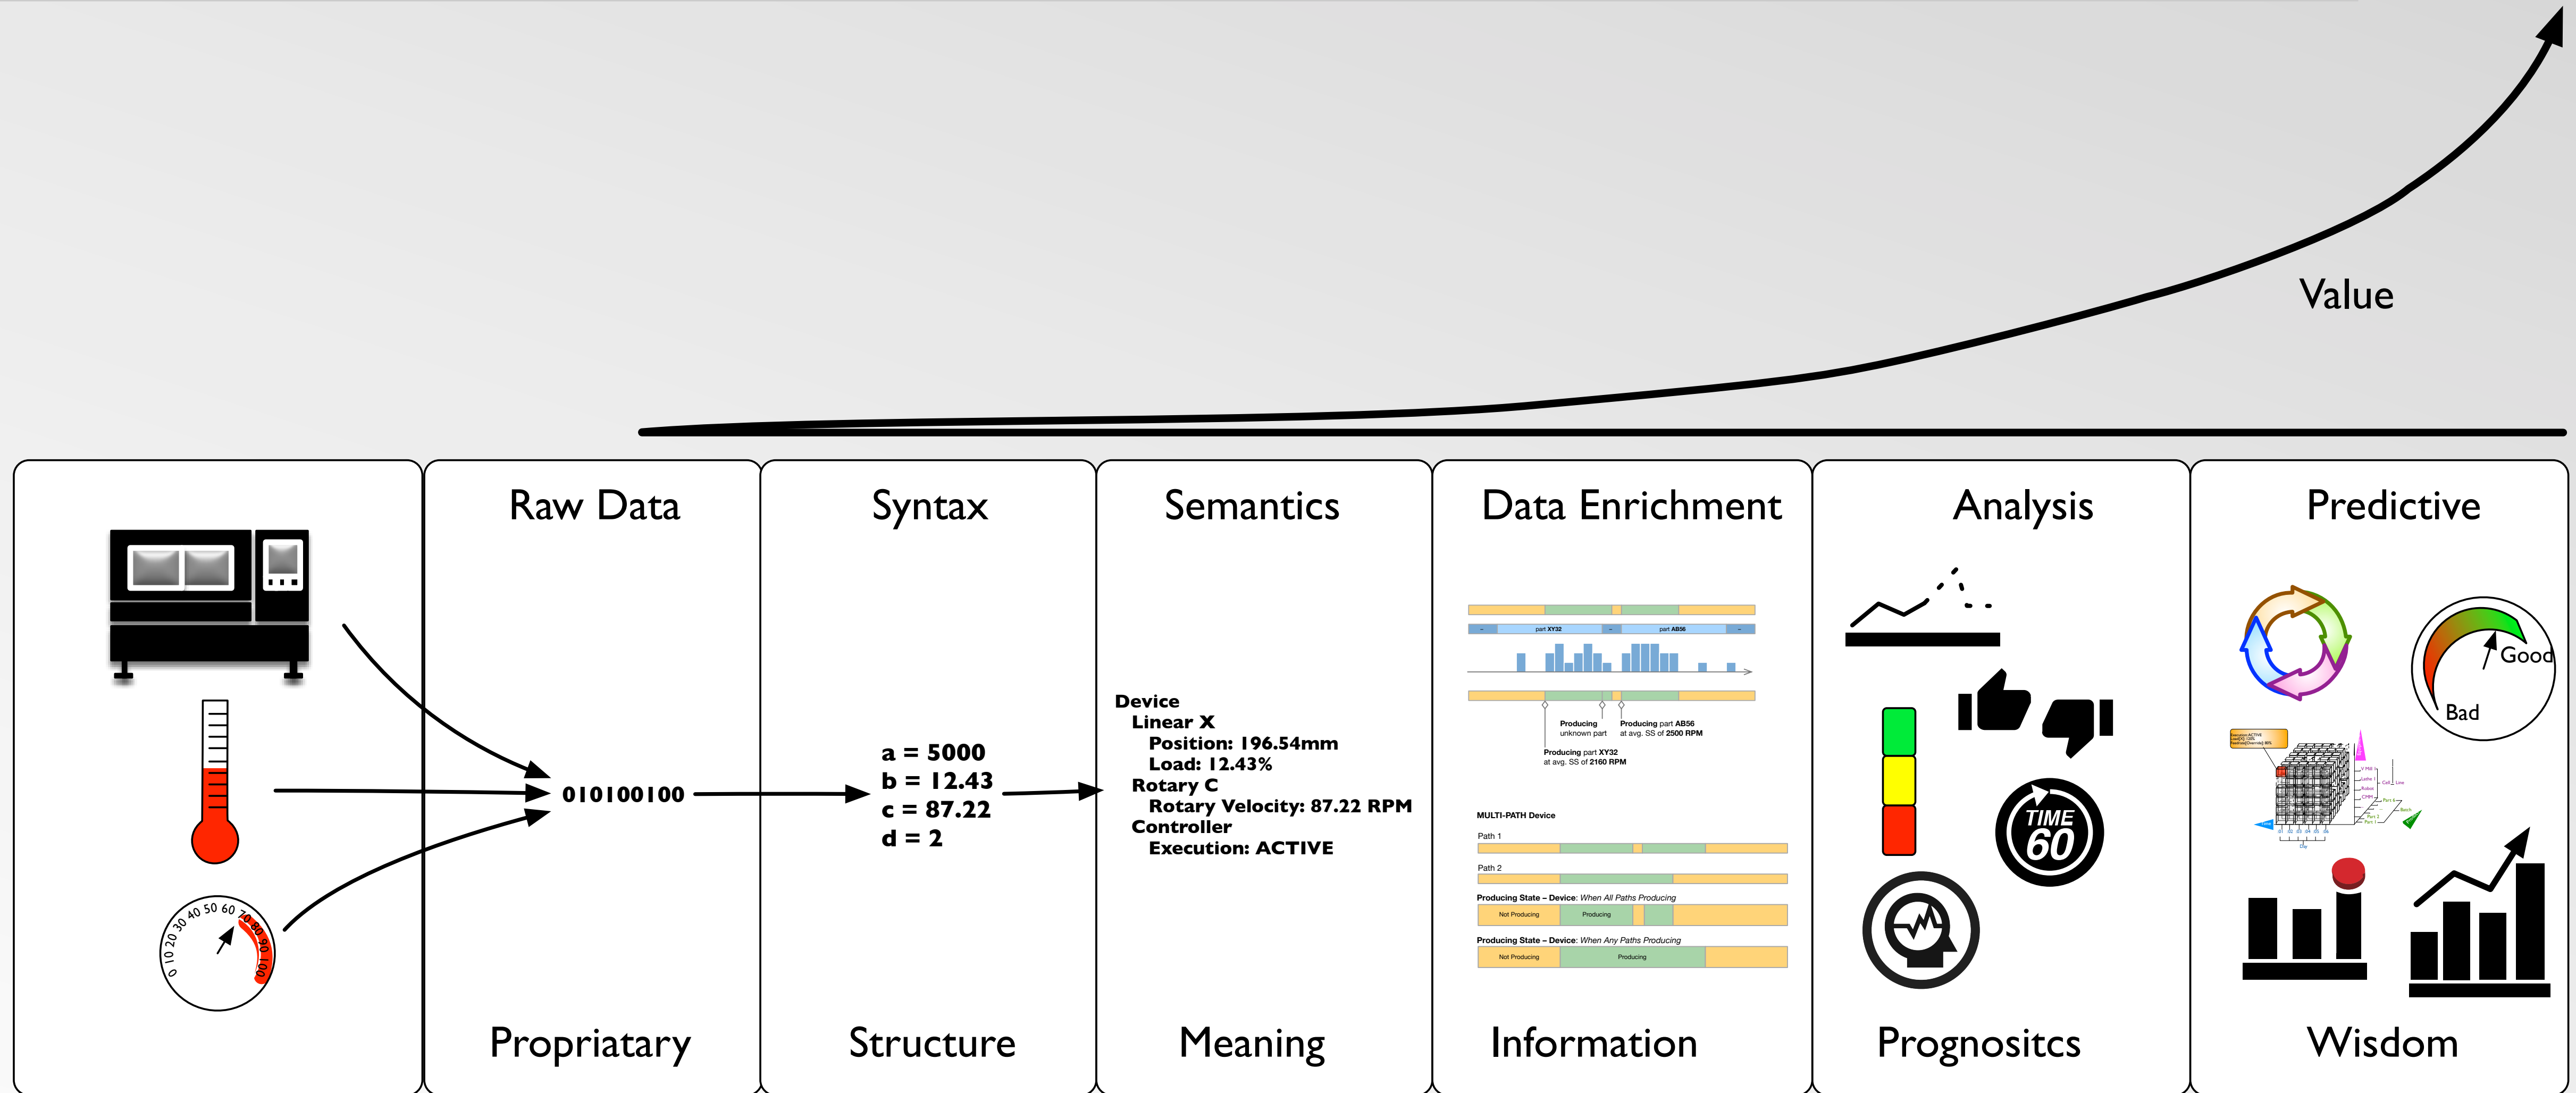 Value
Raw Data
Syntax
Semantics
Data Enrichment
Analysis
Predictive
0 10 20 30 40 50 60 70 80 90 100
010100100
a = 5000
b = 12.43
c = 87.22
d = 2
Device
Linear X
Position: 196.54mm
Load: 12.43%
Rotary C
Rotary Velocity: 87.22 RPM
Controller
Execution: ACTIVE
part XY32
part AB56
Producing
unknown part
Producing part AB56
at avg. SS of 2500 RPM
Producing part XY32
at avg. SS of 2160 RPM
MULTI-PATH Device
Path 1
Path 2
Producing State – Device: When All Paths Producing
Not Producing
Producing
Producing State – Device: When Any Paths Producing
Not Producing
Producing
TIME
60
Good
Bad
Execution:ACTIVE
Day
Propriatary
Structure
Meaning
Information
Prognositcs
Wisdom